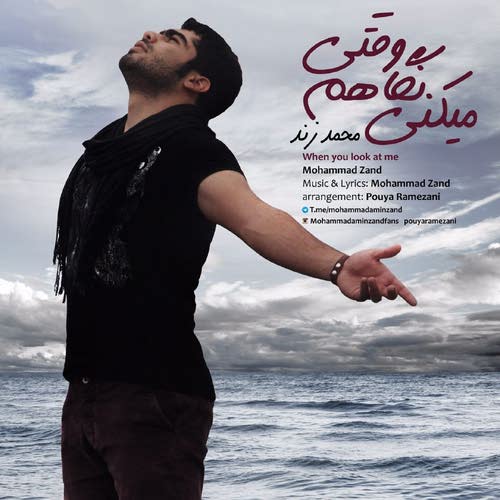 وقتی
نگاهم
میکنی
محمد زند
When you look at me
Mohammad Zand
Music & Lyrics: Mohammad Zand
arrangement: Pouya Ramezani
T.me/mohammadaminzand
Mohammadaminzandfans - pouyaramezani